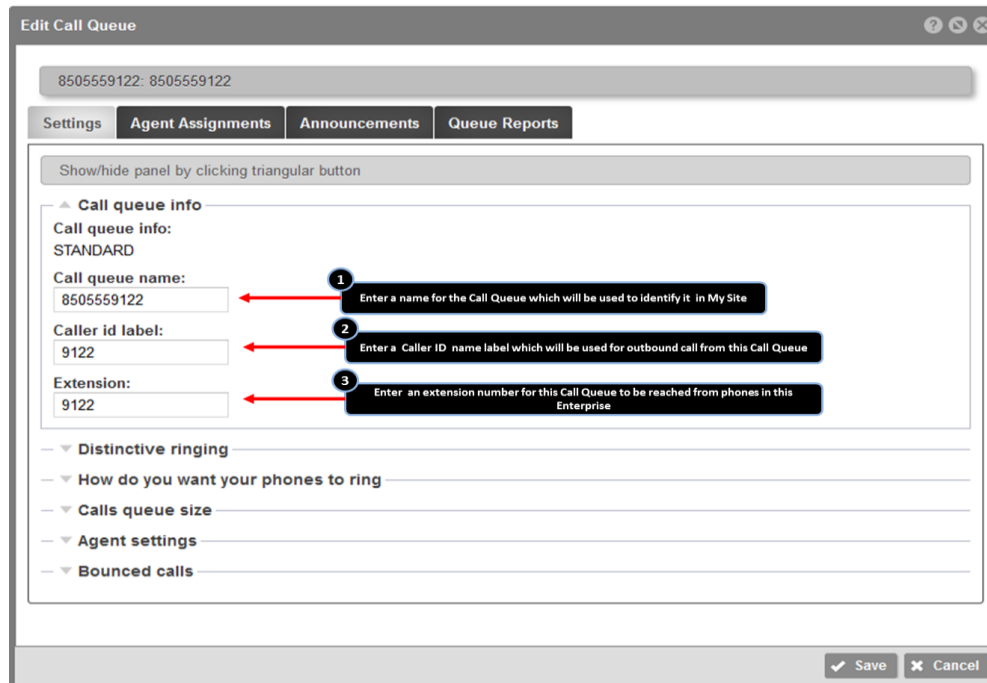 Edit Call Queue
8505559122: 8505559122
Settings Agent Assignments Announcements Queue Reports
Show/hide panel by clicking triangular button
Call queue info
Call queue info:
STANDARD
Call queue name:
8505559122
1
Enter a name for the Call Queue which will be used to identify it in My Site
Caller id label:
9122
2
Enter a Caller ID name label which will be used for outbound call from this Call Queue
Extension:
9122
3
Enter an extension number for this Call Queue to be reached from phones in this
Enterprise
Distinctive ringing
How do you want your phones to ring
Calls queue size
Agent settings
Bounced calls
Save Cancel